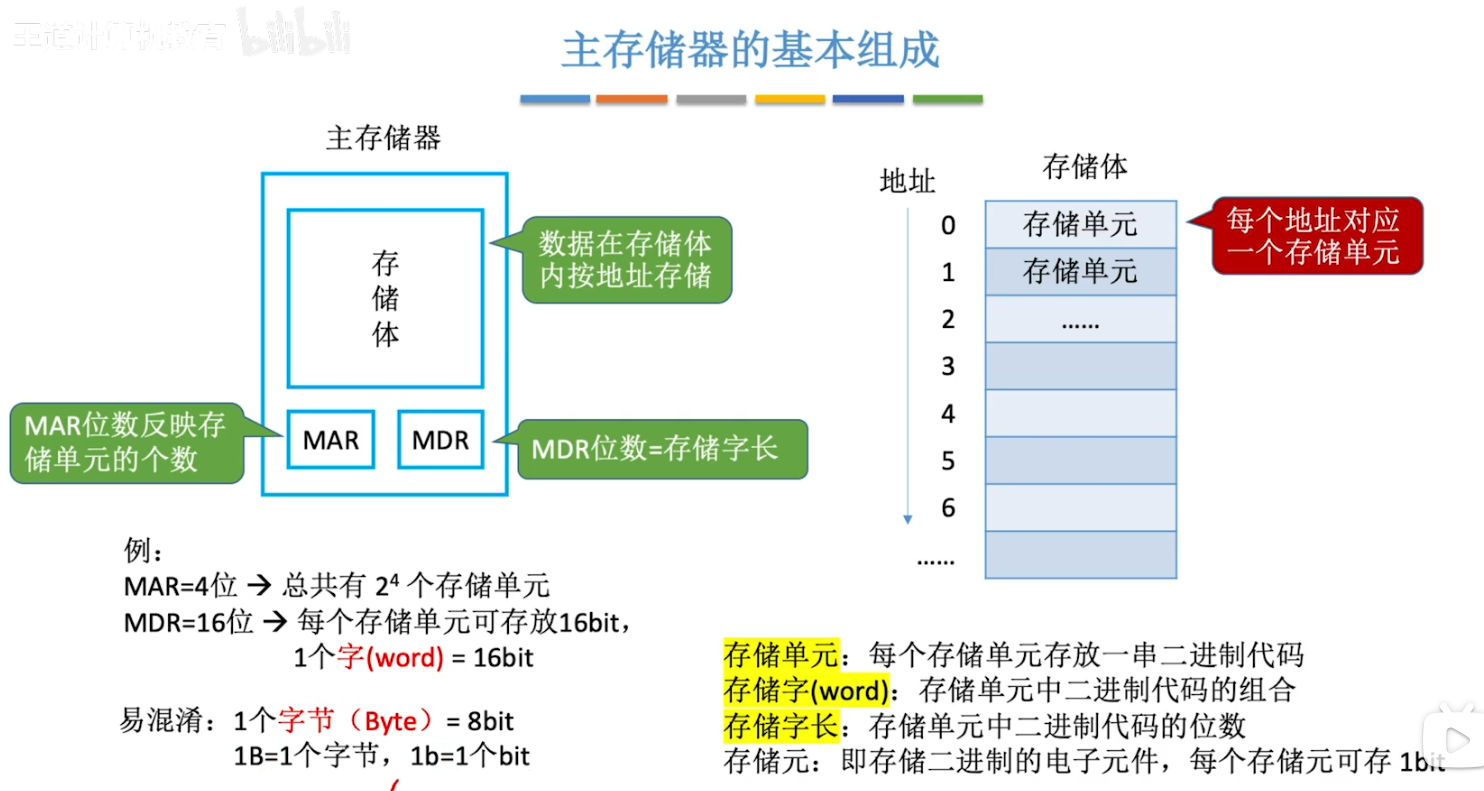 王道计算机教育 bilibili
主存储器的基本组成
主存储器
存
储
体
数据在存储体
内按地址存储
MAR位数反映存
储单元的个数
MAR
MDR
MDR位数=存储字长
地址
存储体
0
存储单元
1
存储单元
2
......
3
4
5
6
......
每个地址对应
一个存储单元
例：
MAR=4位 → 总共有 2⁴ 个存储单元
MDR=16位 → 每个存储单元可存放16bit，
1个字(word) = 16bit
易混淆：1个字节（Byte）= 8bit
1B=1个字节，1b=1个bit
存储单元：每个存储单元存放一串二进制代码
存储字(word)：存储单元中二进制代码的组合
存储字长：存储单元中二进制代码的位数
存储元：即存储二进制的电子元件，每个存储元可存 1bit